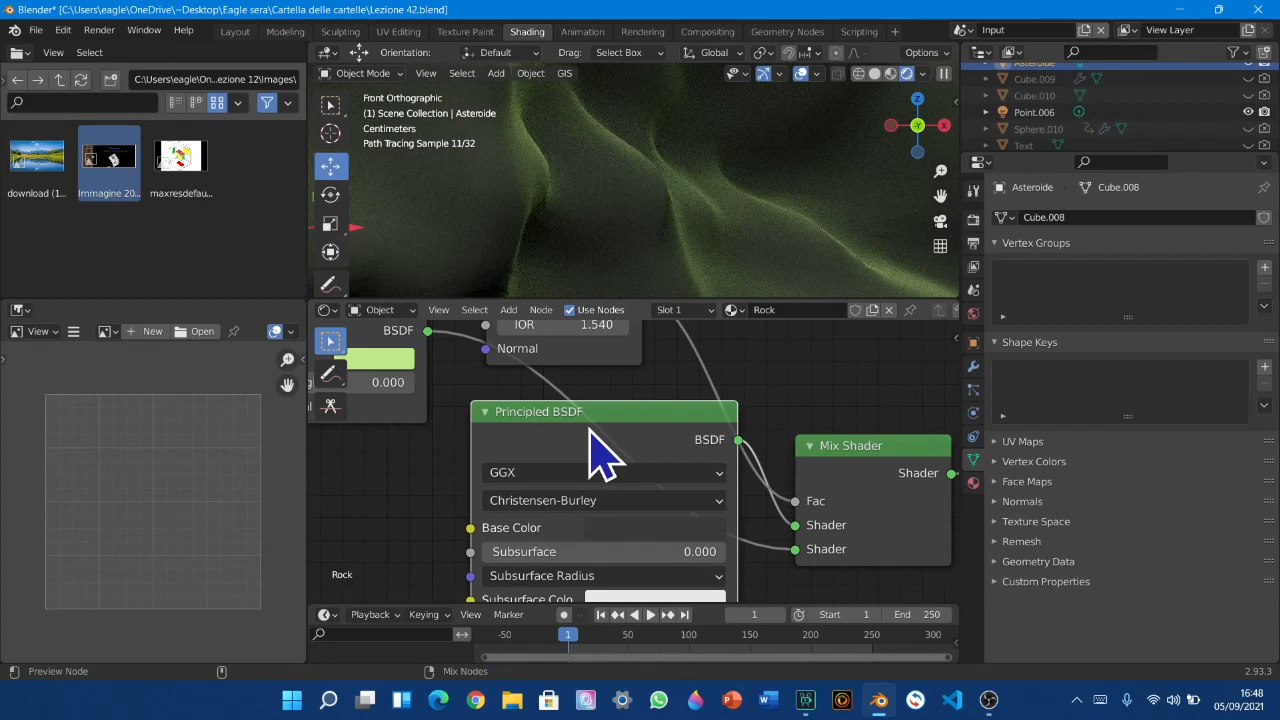 Blender* [C:\Users\eagle\OneDrive\~Desktop\Eagle sera\Cartella delle cartelle\Lezione 42.blend]
File Edit Render Window Help Layout Modeling Sculpting UV Editing Texture Paint Shading Animation Rendering Compositing Geometry Nodes Scripting + Input View Layer
View Select
Orientation: Default Drag: Select Box Global Options
C:\Users\eagle\On...ezione 12\Images\
Object Mode View Select Add Object GIS
Front Orthographic
(1) Scene Collection | Asteroide
Centimeters
Path Tracing Sample 11/32
Z
-Y
X
download (1...
Immagine 20...
maxresdefau...
Asteroide
Cube.009
Cube.010
Point.006
Sphere.010
Text
Asteroide Cube.008
Cube.008
Vertex Groups
Shape Keys
UV Maps
Vertex Colors
Face Maps
Normals
Texture Space
Remesh
Geometry Data
Custom Properties
View New Open
Object View Select Add Node Use Nodes Slot 1 Rock
BSDF
0.000
IOR 1.540
Normal
Principled BSDF
BSDF
GGX
Christensen-Burley
Base Color
Subsurface 0.000
Subsurface Radius
Subsurface Colo
Mix Shader
Shader
Fac
Shader
Shader
Rock
Playback Keying View Marker 1 Start 1 End 250
-50 1 50 100 150 200 250 300
Preview Node Mix Nodes 2.93.3
16:48
05/09/2021